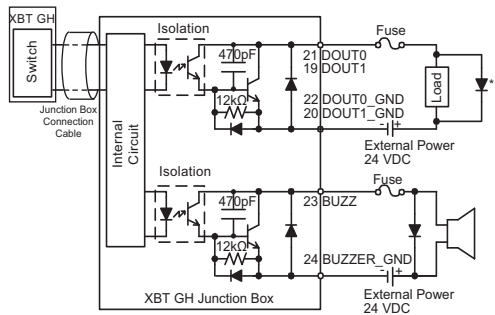 XBT GH
Switch
Junction Box
Connection
Cable
Internal
Circuit
Isolation
470pF
12kΩ
21 DOUT0
19 DOUT1
22 DOUT0_GND
20 DOUT1_GND
Fuse
Load
*
- +
External Power
24 VDC
Isolation
470pF
12kΩ
23 BUZZ
24 BUZZER_GND
Fuse
- +
External Power
24 VDC
XBT GH Junction Box